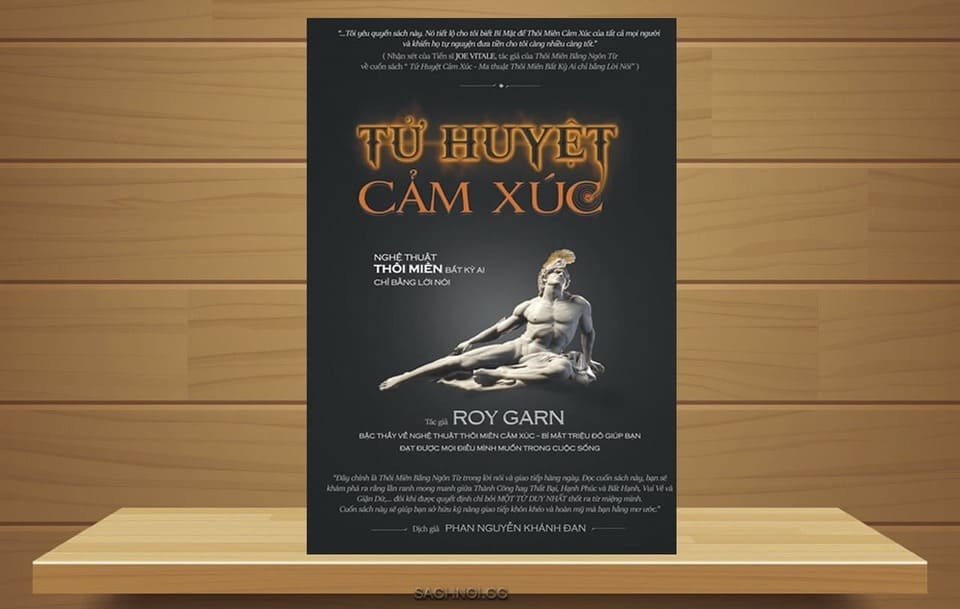 “...Tôi yêu quyển sách này. Nó tiết lộ cho tôi biết Bí Mật để Thôi Miên Cảm Xúc của tất cả mọi người
và khiến họ tự nguyện đưa tiền cho tôi càng nhiều càng tốt.”
( Nhận xét của Tiến sĩ JOE VITALE, tác giả của Thôi Miên Bằng Ngôn Từ
về cuốn sách “ Tử Huyệt Cảm Xúc - Ma thuật Thôi Miên Bất Kỳ Ai chỉ bằng Lời Nói” )
TỬ HUYỆT
CẢM XÚC
NGHỆ THUẬT
THÔI MIÊN BẤT KỲ AI
CHỈ BẰNG LỜI NÓI
Tác giả ROY GARN
BẬC THẦY VỀ NGHỆ THUẬT THÔI MIÊN CẢM XÚC – BÍ MẬT TRIỆU ĐÔ GIÚP BẠN
ĐẠT ĐƯỢC MỌI ĐIỀU MÌNH MUỐN TRONG CUỘC SỐNG
“Đây chính là Thôi Miên Bằng Ngôn Từ trong lời nói và giao tiếp hàng ngày. Đọc cuốn sách này, bạn sẽ
khám phá ra rằng lằn ranh mong manh giữa Thành Công hay Thất Bại, Hạnh Phúc và Bất Hạnh, Vui Vẻ và
Giận Dữ,... đôi khi được quyết định chỉ bởi MỘT TƯ DUY NHẤT thốt ra từ miệng mình.
Cuốn sách này sẽ giúp bạn sở hữu kỹ năng giao tiếp khôn khéo và hoàn mỹ mà bạn hằng mơ ước.”
Dịch giả PHAN NGUYỄN KHÁNH ĐAN
SACHNOI.CC